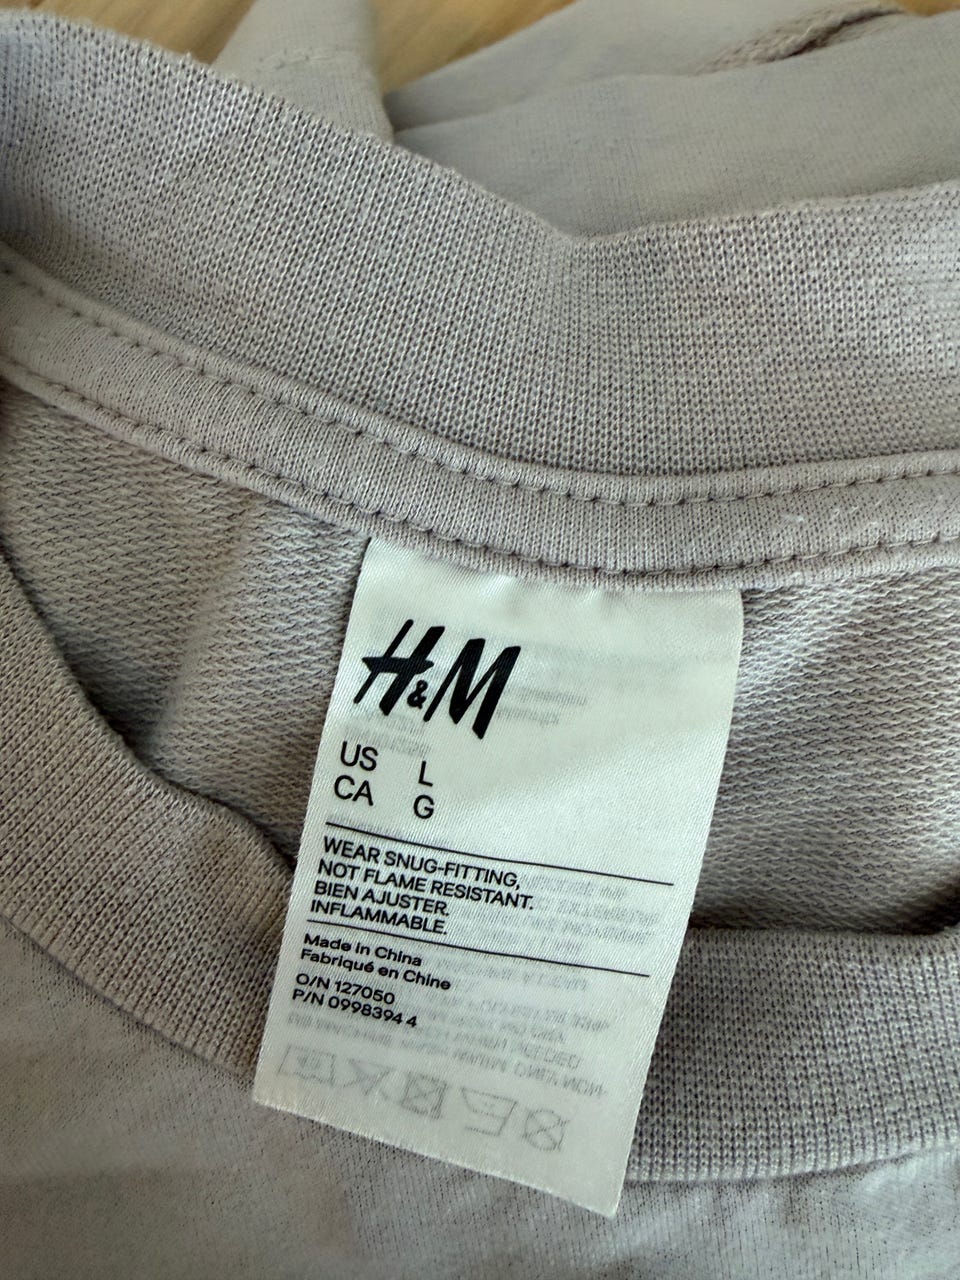 H&M
US L
CA G
WEAR SNUG-FITTING,
NOT FLAME RESISTANT.
BIEN AJUSTER.
INFLAMMABLE.
Made in China
Fabriqué en Chine
O/N 127050
P/N 0998394 4